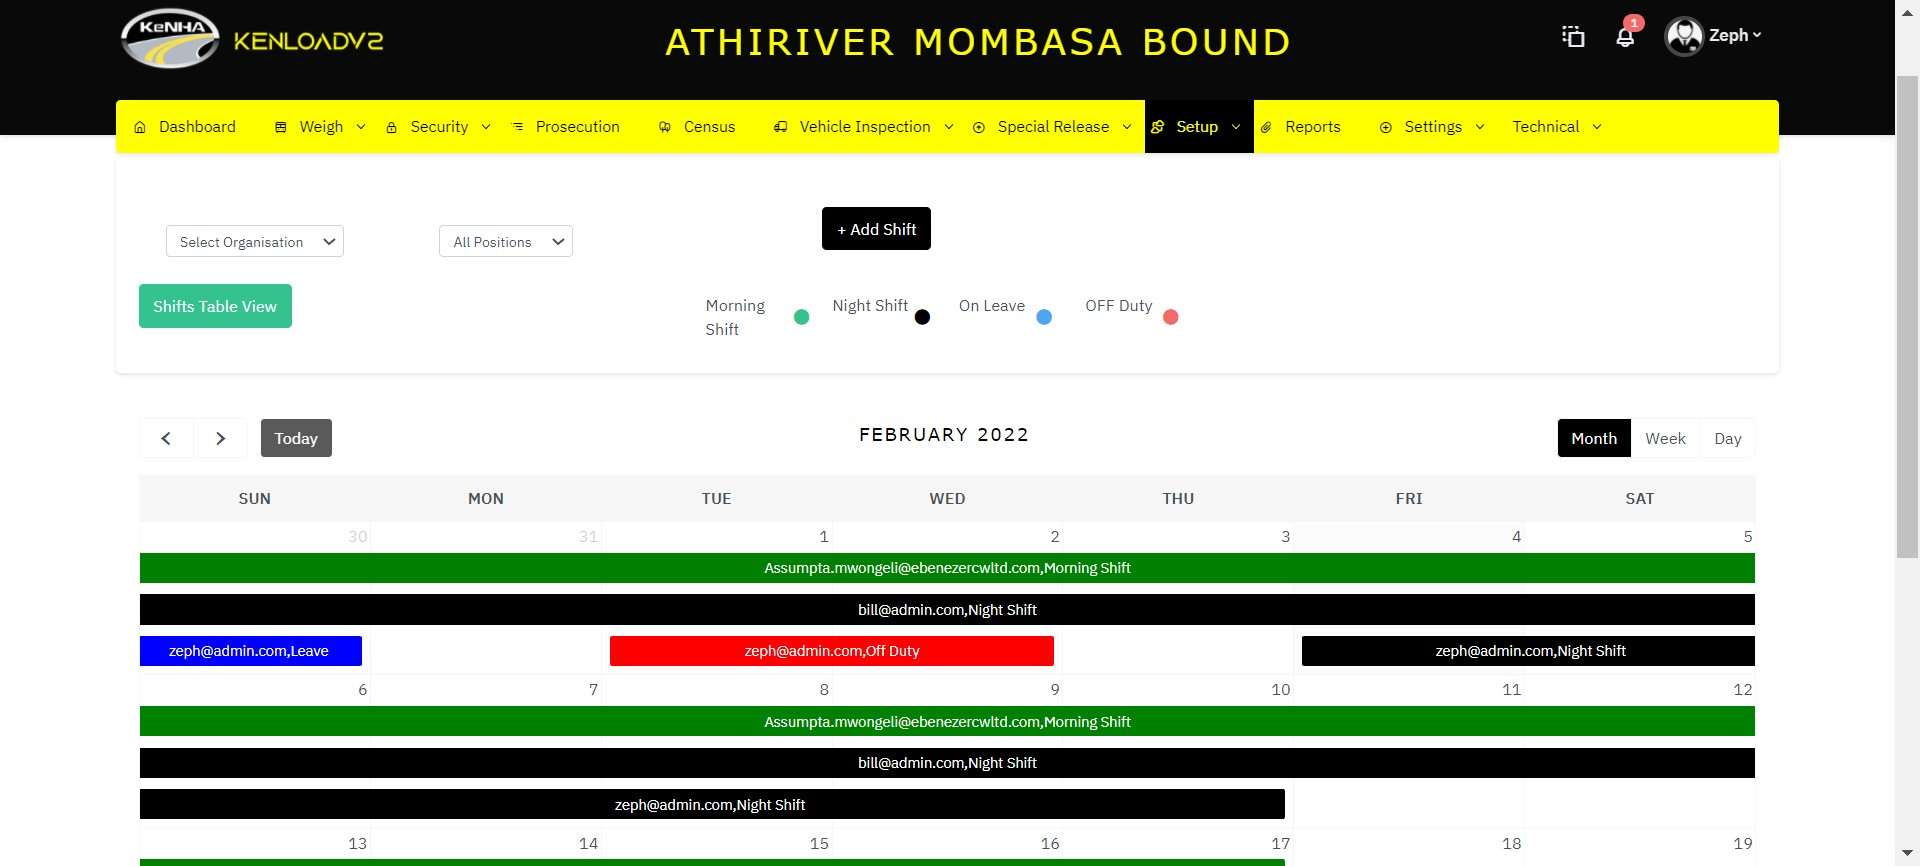 KeNHA
KENLOADV2
ATHIRIVER MOMBASA BOUND
1
Zeph
Dashboard
Weigh
Security
Prosecution
Census
Vehicle Inspection
Special Release
Setup
Reports
Settings
Technical
Select Organisation
All Positions
+ Add Shift
Shifts Table View
Morning
Shift
Night Shift
On Leave
OFF Duty
Today
FEBRUARY 2022
Month
Week
Day
SUN MON TUE WED THU FRI SAT
30 31 1 2 3 4 5
Assumpta.mwongeli@ebenezercwltd.com,Morning Shift
bill@admin.com,Night Shift
zeph@admin.com,Leave
zeph@admin.com,Off Duty
zeph@admin.com,Night Shift
6 7 8 9 10 11 12
Assumpta.mwongeli@ebenezercwltd.com,Morning Shift
bill@admin.com,Night Shift
zeph@admin.com,Night Shift
13 14 15 16 17 18 19